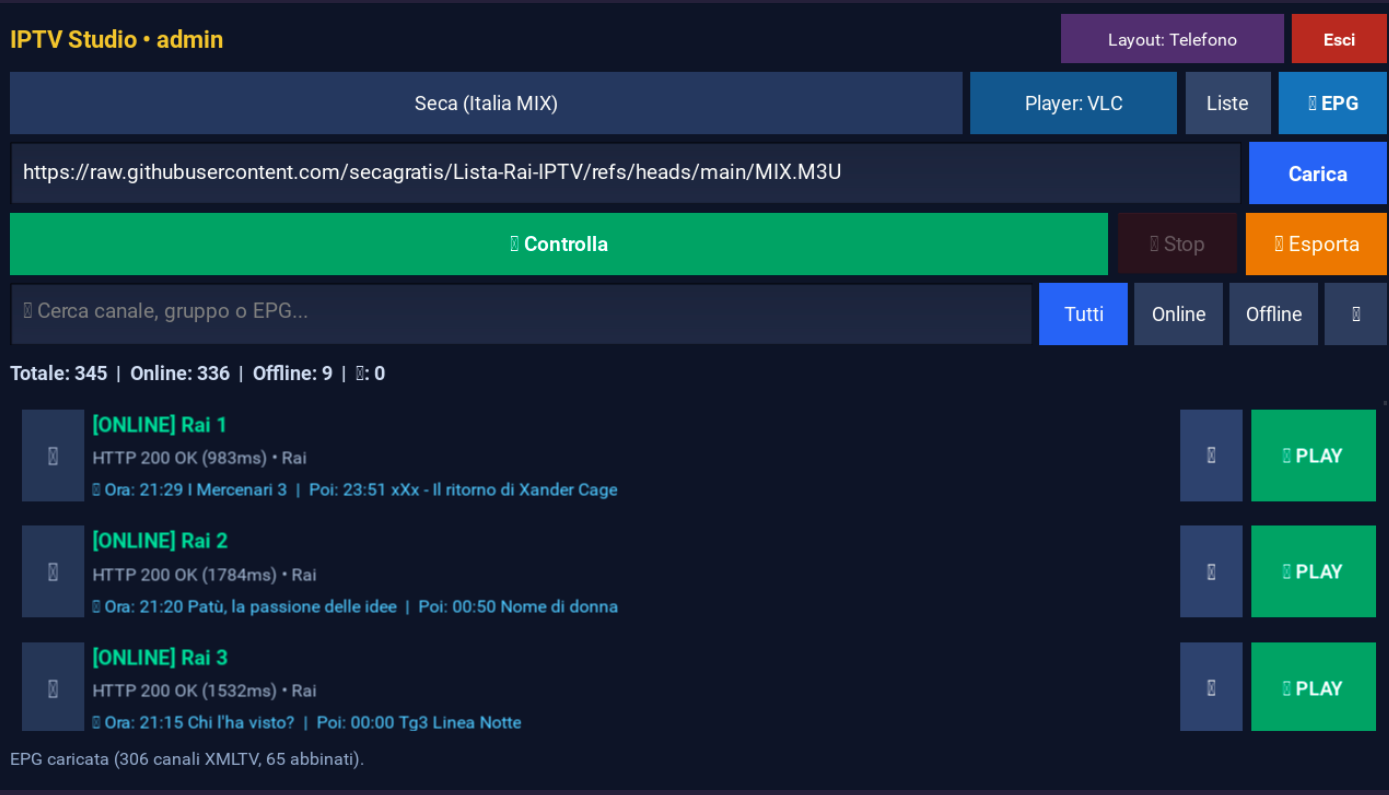 IPTV Studio • admin
Layout: Telefono
Esci
Seca (Italia MIX)
Player: VLC
Liste
EPG
https://raw.githubusercontent.com/secagratis/Lista-Rai-IPTV/refs/heads/main/MIX.M3U
Carica
Controlla
Stop
Esporta
Cerca canale, gruppo o EPG...
Tutti
Online
Offline
Totale: 345 | Online: 336 | Offline: 9 | : 0
[ONLINE] Rai 1
HTTP 200 OK (983ms) • Rai
Ora: 21:29 I Mercenari 3 | Poi: 23:51 xXx - Il ritorno di Xander Cage
PLAY
[ONLINE] Rai 2
HTTP 200 OK (1784ms) • Rai
Ora: 21:20 Patù, la passione delle idee | Poi: 00:50 Nome di donna
PLAY
[ONLINE] Rai 3
HTTP 200 OK (1532ms) • Rai
Ora: 21:15 Chi l'ha visto? | Poi: 00:00 Tg3 Linea Notte
PLAY
EPG caricata (306 canali XMLTV, 65 abbinati).